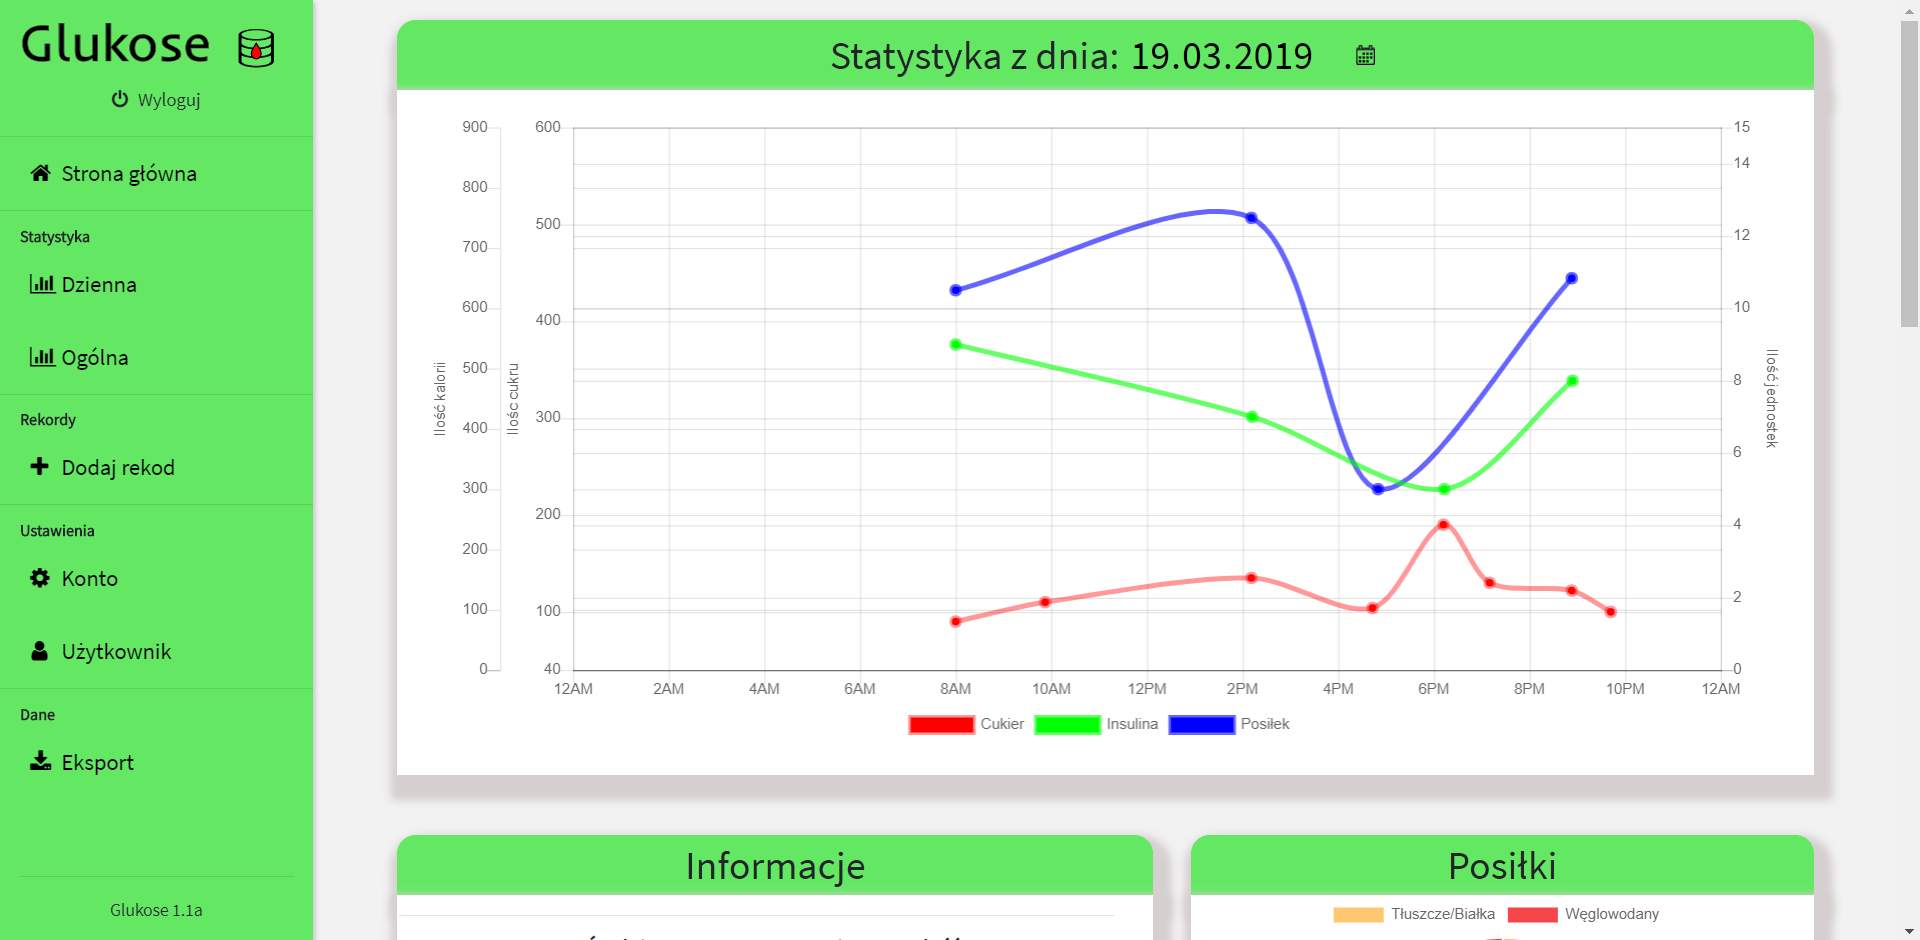 Glukose
Wyloguj
Strona główna
Statystyka
Dzienna
Ogólna
Rekordy
Dodaj rekod
Ustawienia
Konto
Użytkownik
Dane
Eksport
Glukose 1.1a
Statystyka z dnia: 19.03.2019
Ilość kalorii
900
800
700
600
500
400
300
200
100
0
Ilośc cukru
600
500
400
300
200
100
40
Ilość jednostek
15
14
12
10
8
6
4
2
0
12AM 2AM 4AM 6AM 8AM 10AM 12PM 2PM 4PM 6PM 8PM 10PM 12AM
Cukier Insulina Posiłek
Informacje
Posiłki
Tłuszcze/Białka Węglowodany